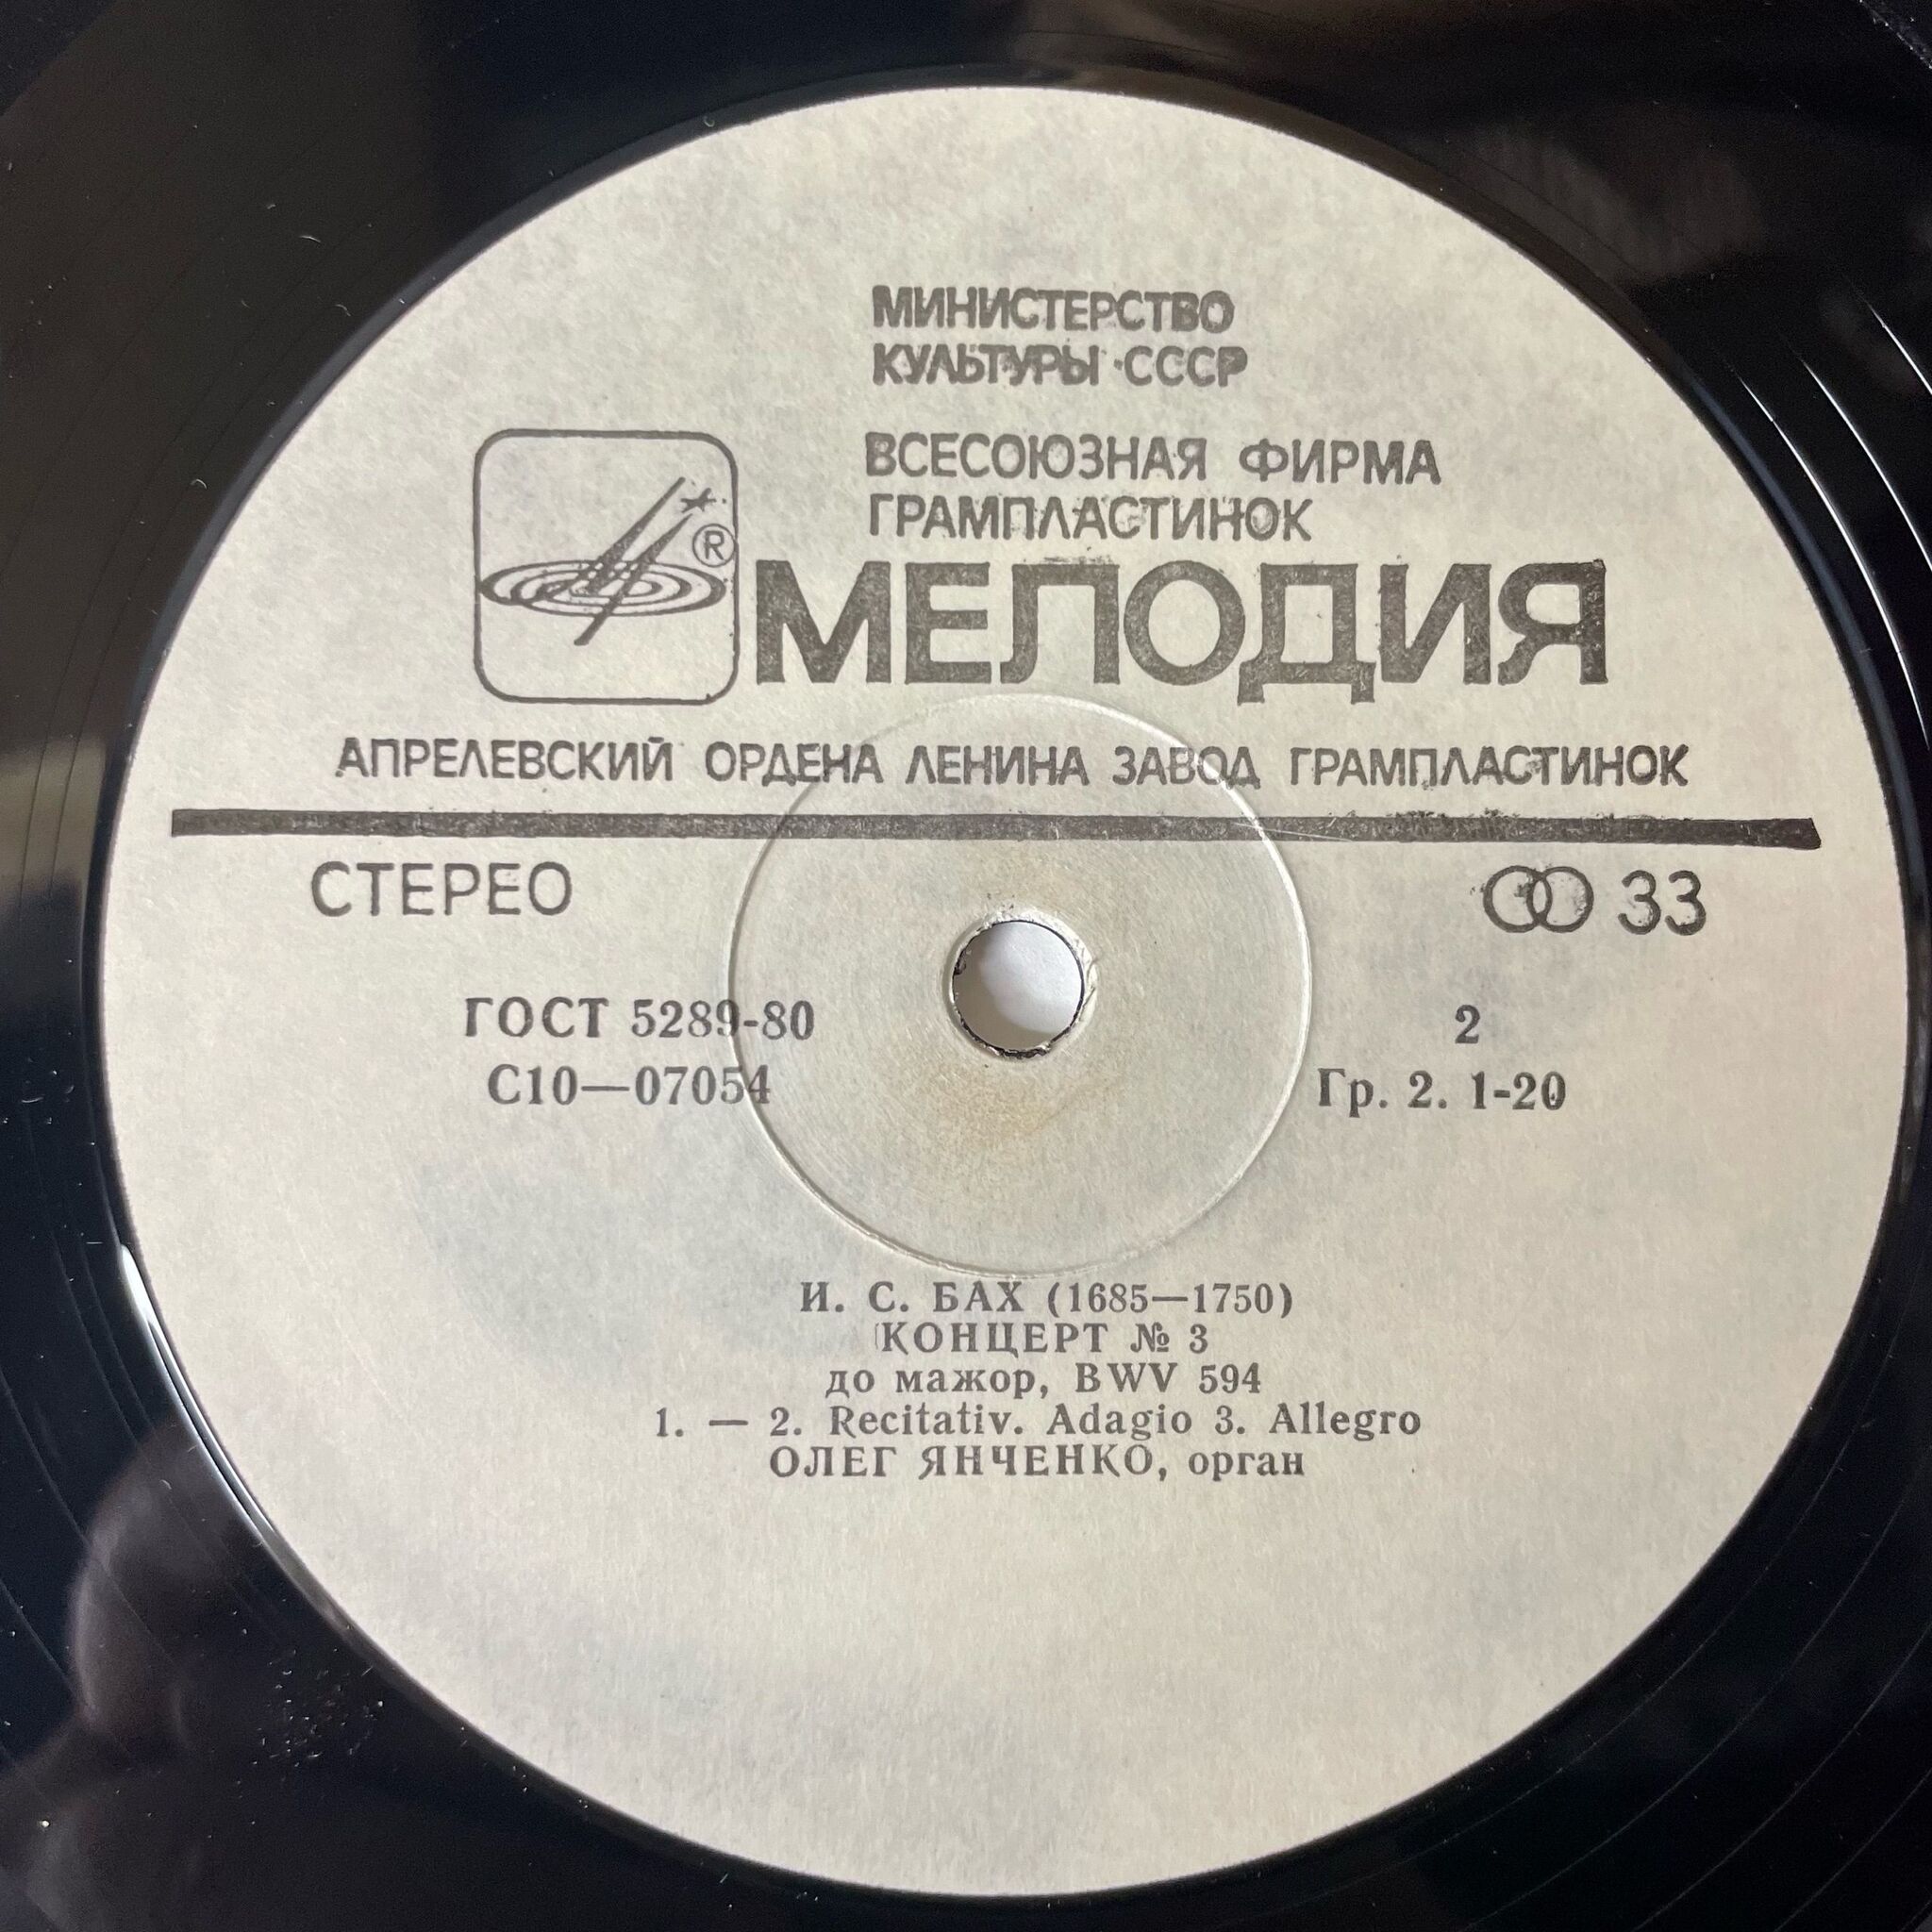 МИНИСТЕРСТВО
КУЛЬТУРЫ СССР
ВСЕСОЮЗНАЯ ФИРМА
ГРАМПЛАСТИНОК
®
МЕЛОДИЯ
АПРЕЛЕВСКИЙ ОРДЕНА ЛЕНИНА ЗАВОД ГРАМПЛАСТИНОК
СТЕРЕО
33
ГОСТ 5289-80
2
С10—07054
Гр. 2. 1-20
И. С. БАХ (1685—1750)
КОНЦЕРТ № 3
до мажор, BWV 594
1. — 2. Recitativ. Adagio 3. Allegro
ОЛЕГ ЯНЧЕНКО, орган